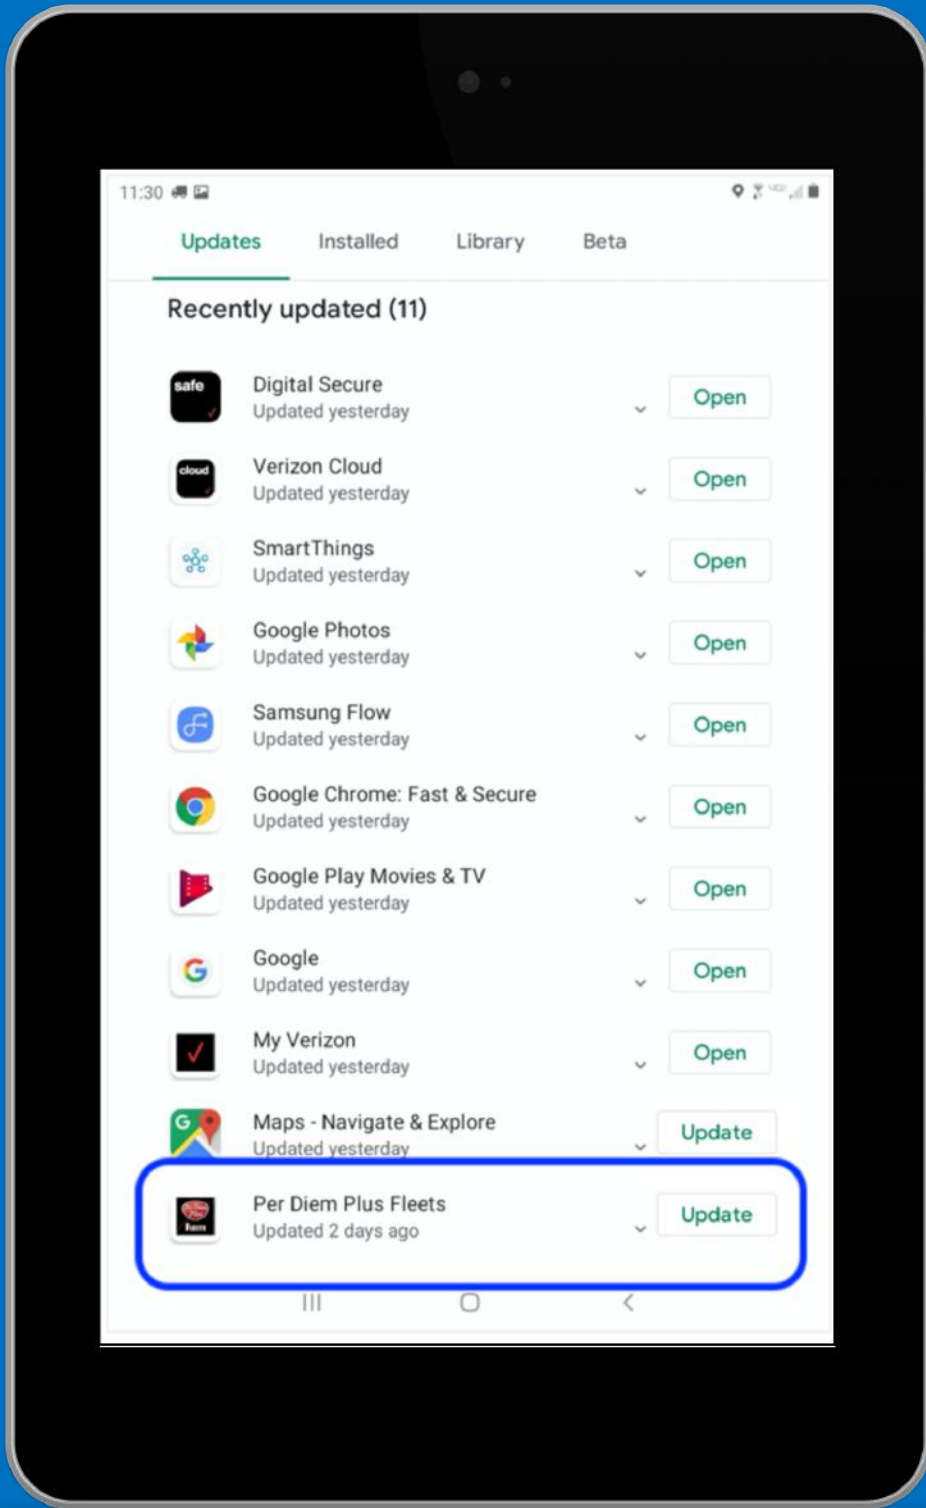 11:30
Updates Installed Library Beta
Recently updated (11)
safe
Digital Secure
Updated yesterday
Open
cloud
Verizon Cloud
Updated yesterday
Open
SmartThings
Updated yesterday
Open
Google Photos
Updated yesterday
Open
Samsung Flow
Updated yesterday
Open
Google Chrome: Fast & Secure
Updated yesterday
Open
Google Play Movies & TV
Updated yesterday
Open
G
Google
Updated yesterday
Open
My Verizon
Updated yesterday
Open
G
Maps - Navigate & Explore
Updated yesterday
Update
Per Diem Plus Fleets
Updated 2 days ago
Update